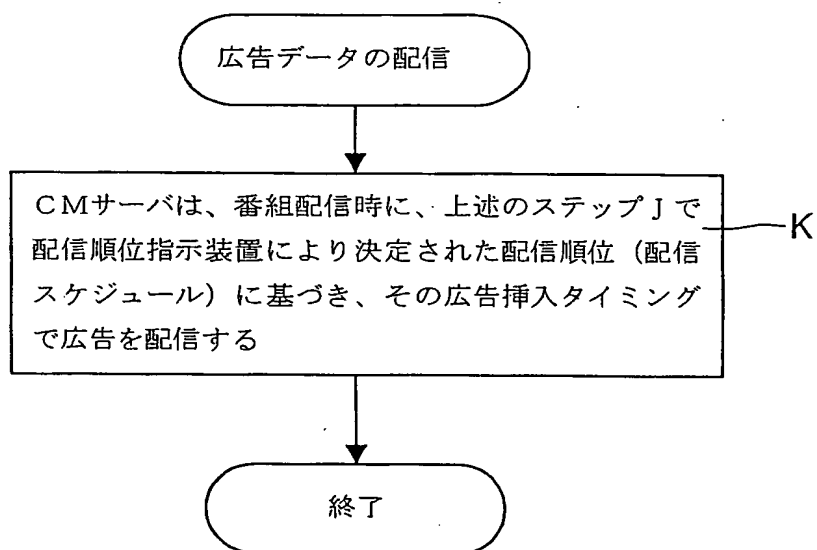 広告データの配信
ＣＭサーバは、番組配信時に、上述のステップＪで
配信順位指示装置により決定された配信順位（配信
スケジュール）に基づき、その広告挿入タイミング
で広告を配信する
K
終了